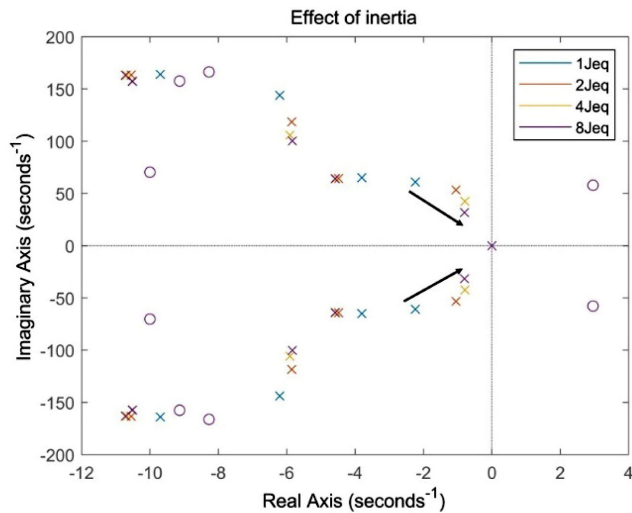 Effect of inertia
200
150
100
50
0
-50
-100
-150
-200
Imaginary Axis (seconds⁻¹)
1Jeq
2Jeq
4Jeq
8Jeq
-12 -10 -8 -6 -4 -2 0 2 4
Real Axis (seconds⁻¹)